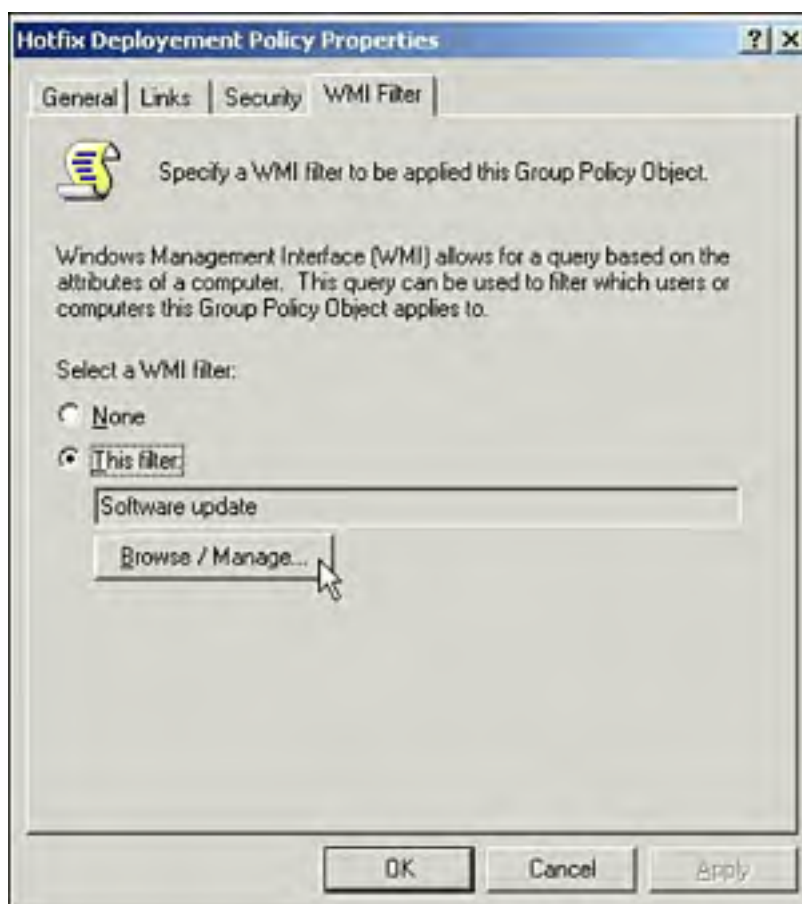 Hotfix Deployement Policy Properties
General Links Security WMI Filter
Specify a WMI filter to be applied this Group Policy Object.
Windows Management Interface (WMI) allows for a query based on the
attributes of a computer. This query can be used to filter which users or
computers this Group Policy Object applies to.
Select a WMI filter:
None
This filter:
Software update
Browse / Manage...
OK Cancel Apply